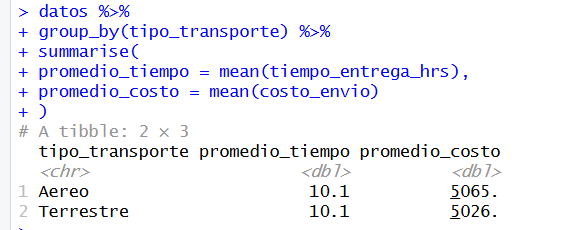 > datos %>%
+ group_by(tipo_transporte) %>%
+ summarise(
+ promedio_tiempo = mean(tiempo_entrega_hrs),
+ promedio_costo = mean(costo_envio)
+ )
# A tibble: 2 × 3
  tipo_transporte promedio_tiempo promedio_costo
  <chr>                     <dbl>          <dbl>
1 Aereo                      10.1          5065.
2 Terrestre                  10.1          5026.